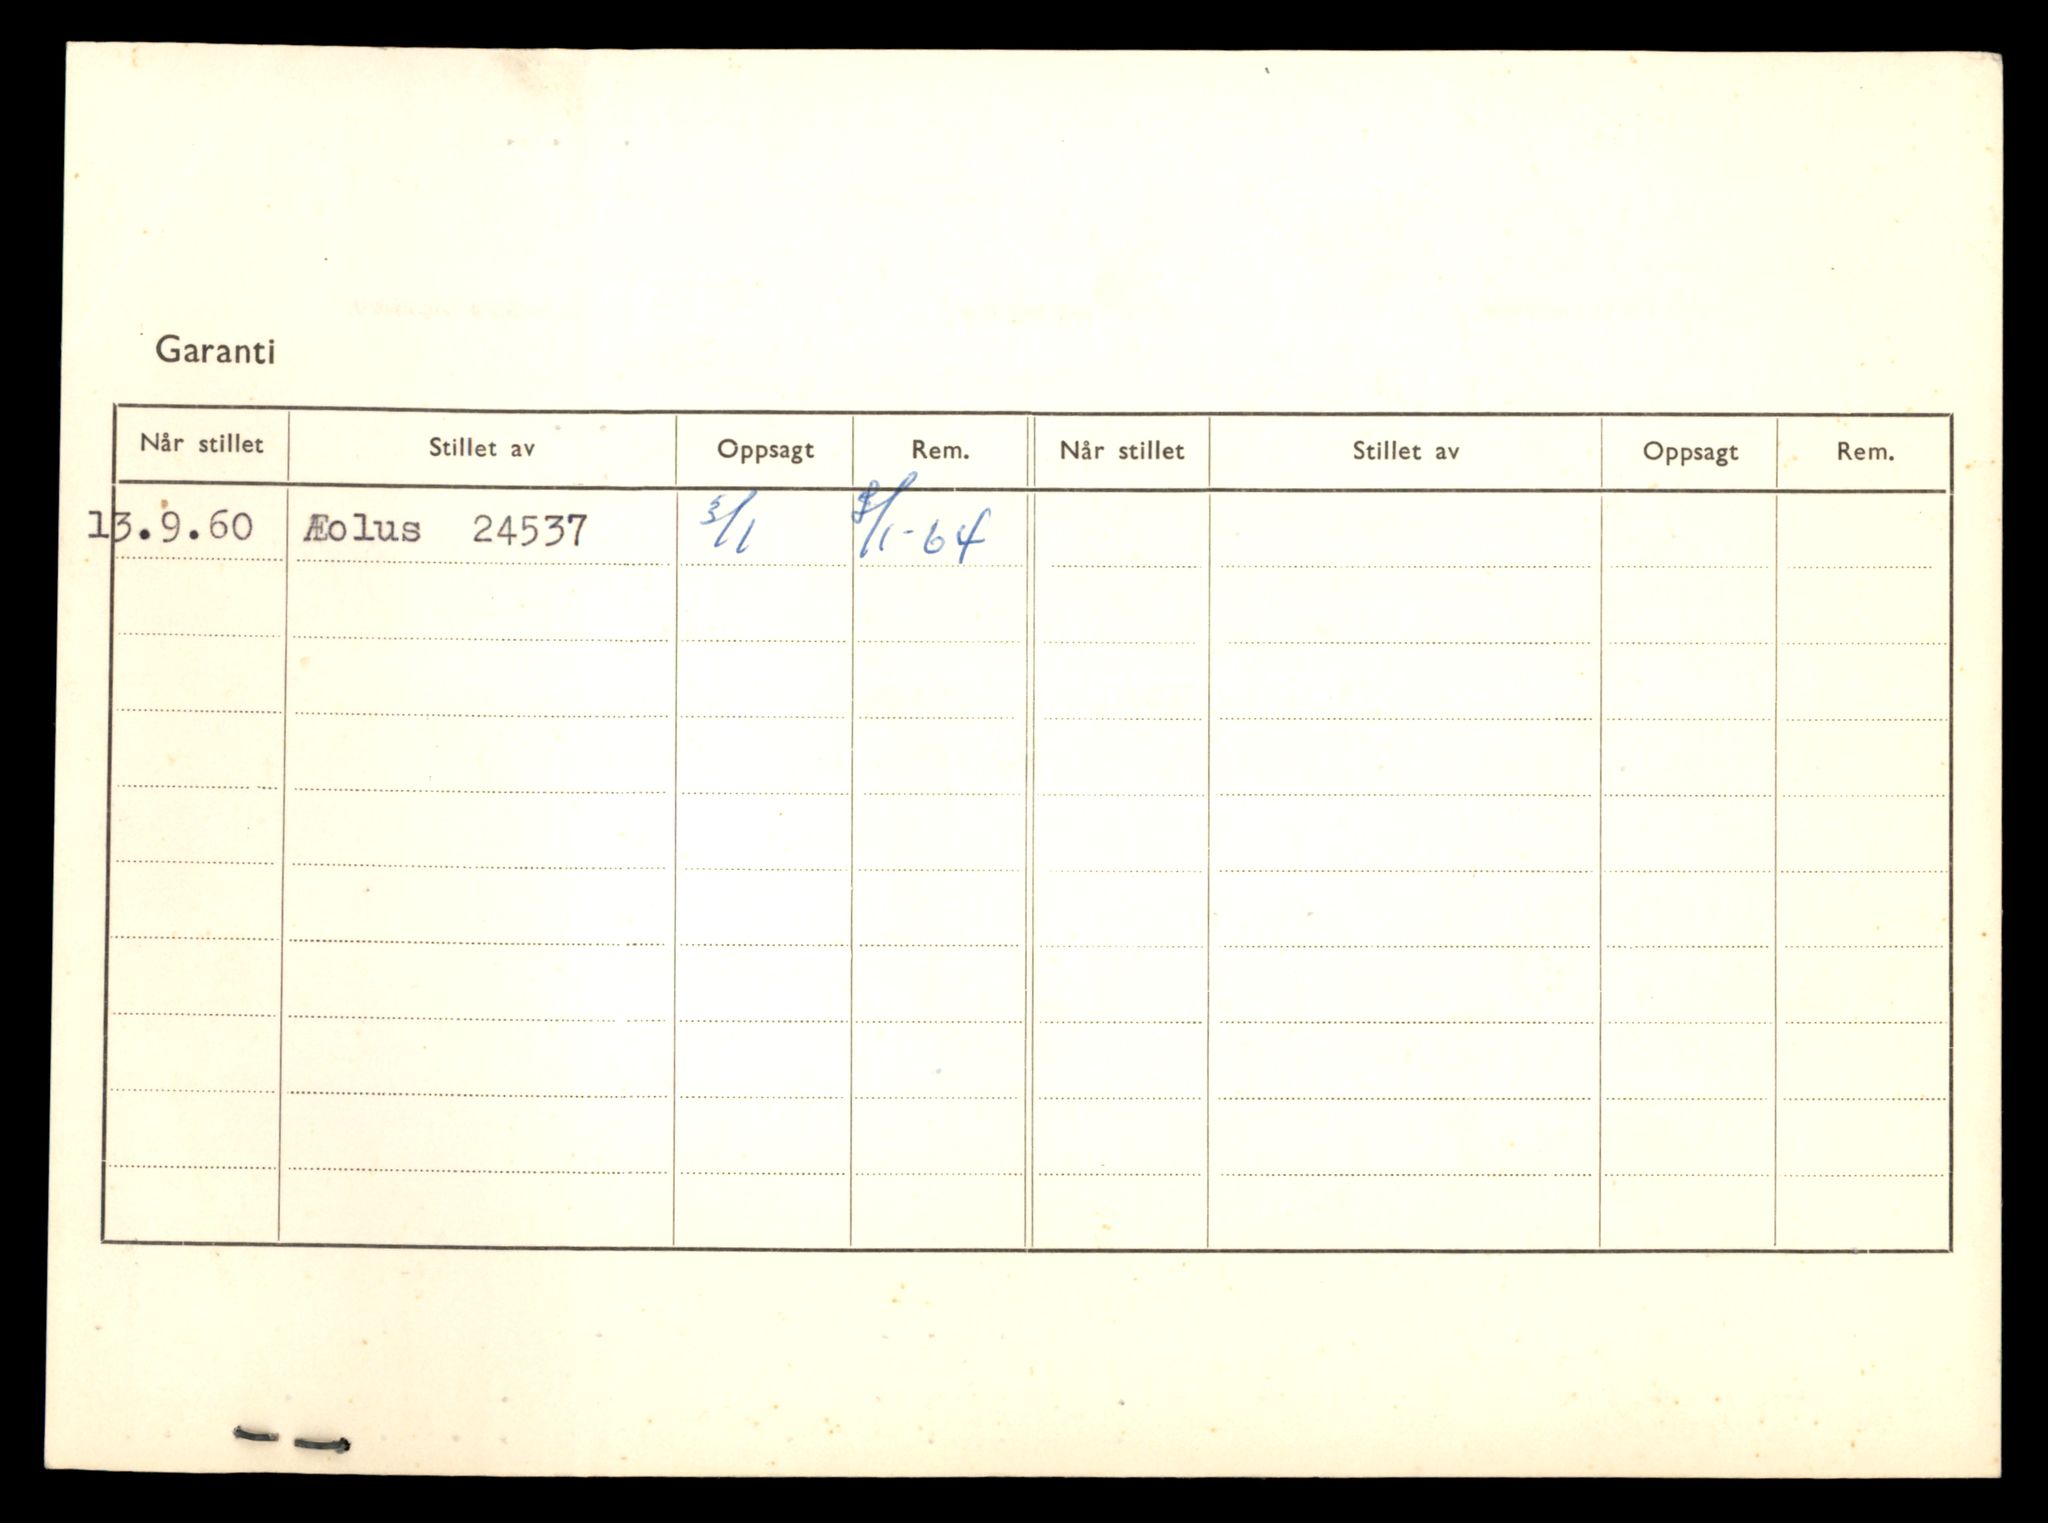 Garanti
Når stillet Stillet av Oppsagt Rem. Når stillet Stillet av Oppsagt Rem.
13.9.60 Æolus 24537 3/1 8/1-64